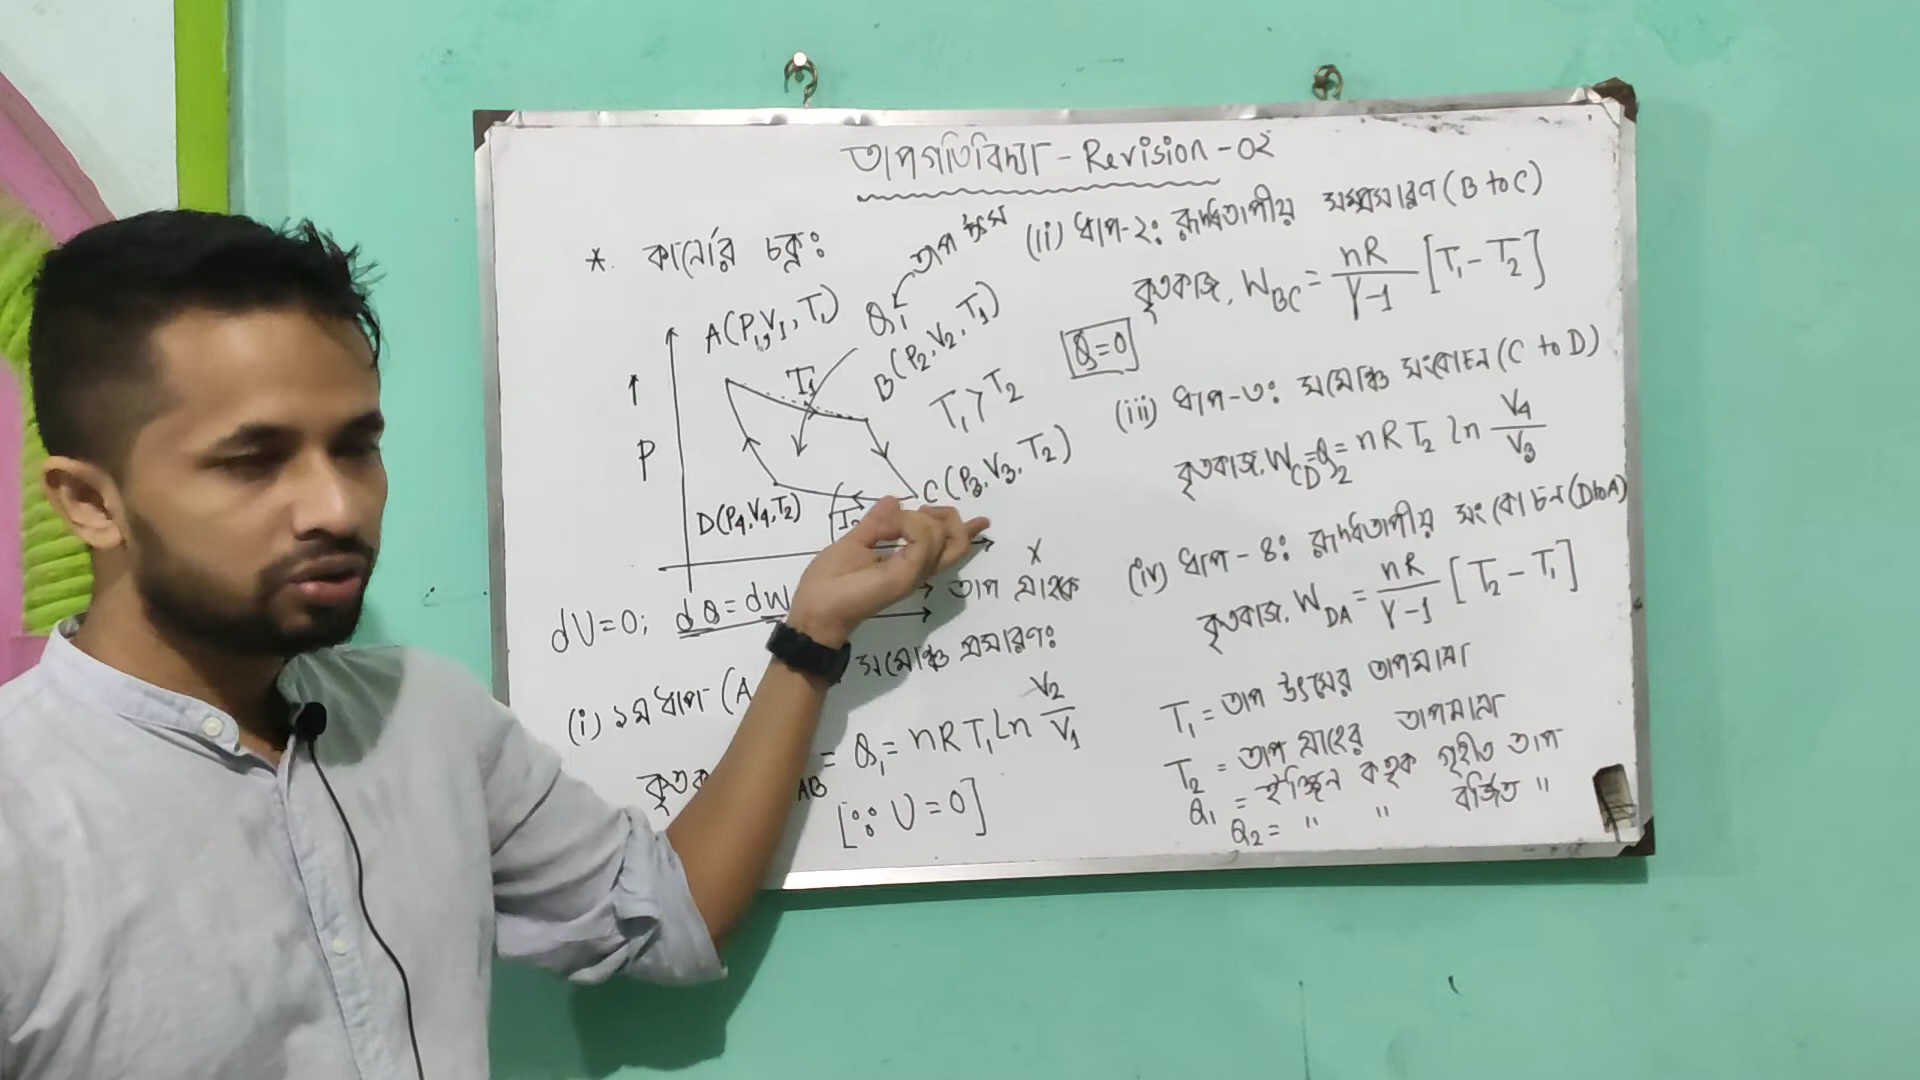 তাপগতিবিদ্যা - Revision - ০২
* কার্নোর চক্র:
তাপ উৎস
Q₁
A(P₁,V₁,T₁)
B(P₂,V₂,T₁)
T₁
T₁>T₂
P
C(P₃,V₃,T₂)
D(P₄,V₄,T₂)
T₂
X
তাপ গ্রাহক
dU=0; dQ=dW
(i) ১ম ধাপ (A সমোষ্ণ প্রসারণ:
AB = Q₁ = nRT₁ ln V₂/V₁
[∵ U=0]
(ii) ধাপ-২: রুদ্ধতাপীয় সম্প্রসারণ (B to C)
কৃতকাজ, W_BC = nR/γ-1 [T₁-T₂]
Q=0
(iii) ধাপ-৩: সমোষ্ণ সংকোচন (C to D)
কৃতকাজ, W_CD=Q₂ = nRT₂ ln V₄/V₃
(iv) ধাপ-৪: রুদ্ধতাপীয় সংকোচন (D to A)
কৃতকাজ, W_DA = nR/γ-1 [T₂-T₁]
T₁ = তাপ উৎসের তাপমাত্রা
T₂ = তাপ গ্রাহের তাপমাত্রা
Q₁ = ইঞ্জিন কতৃক গৃহীত তাপ
Q₂ = " " বর্জিত "